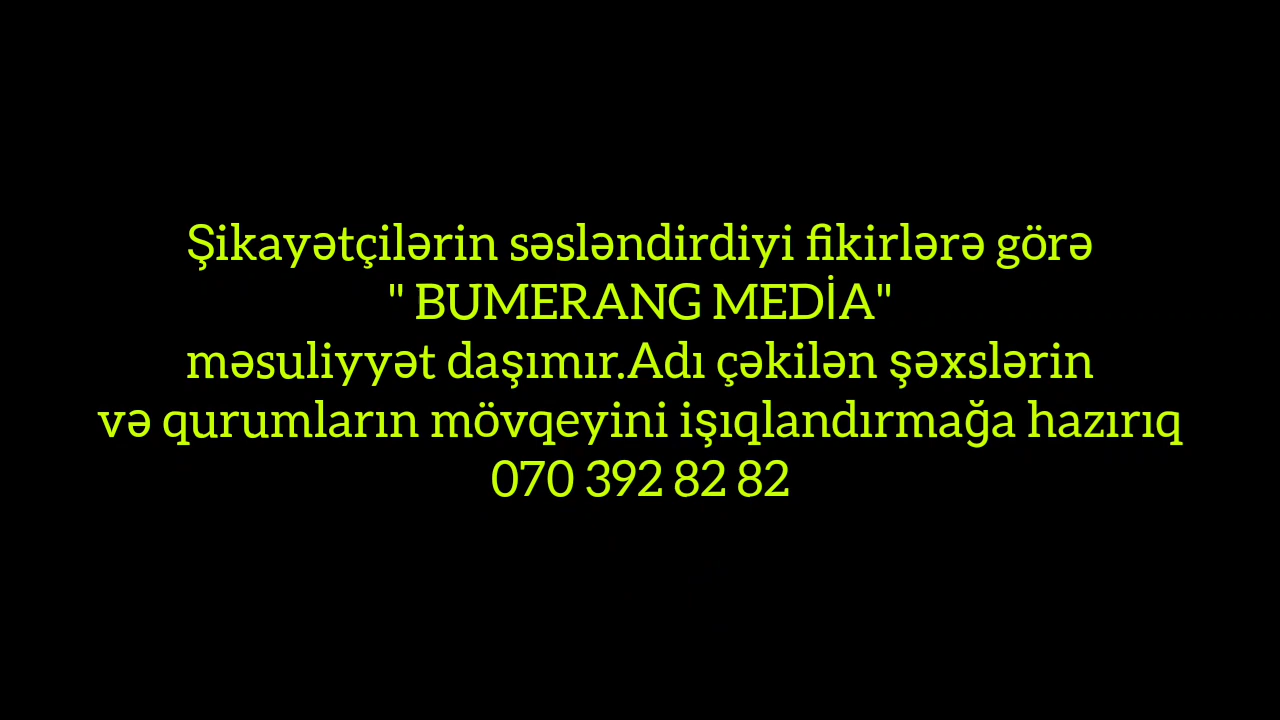 Şikayətçilərin səsləndirdiyi fikirlərə görə
" BUMERANG MEDİA"
məsuliyyət daşımır.Adı çəkilən şəxslərin
və qurumların mövqeyini işıqlandırmağa hazırıq
070 392 82 82